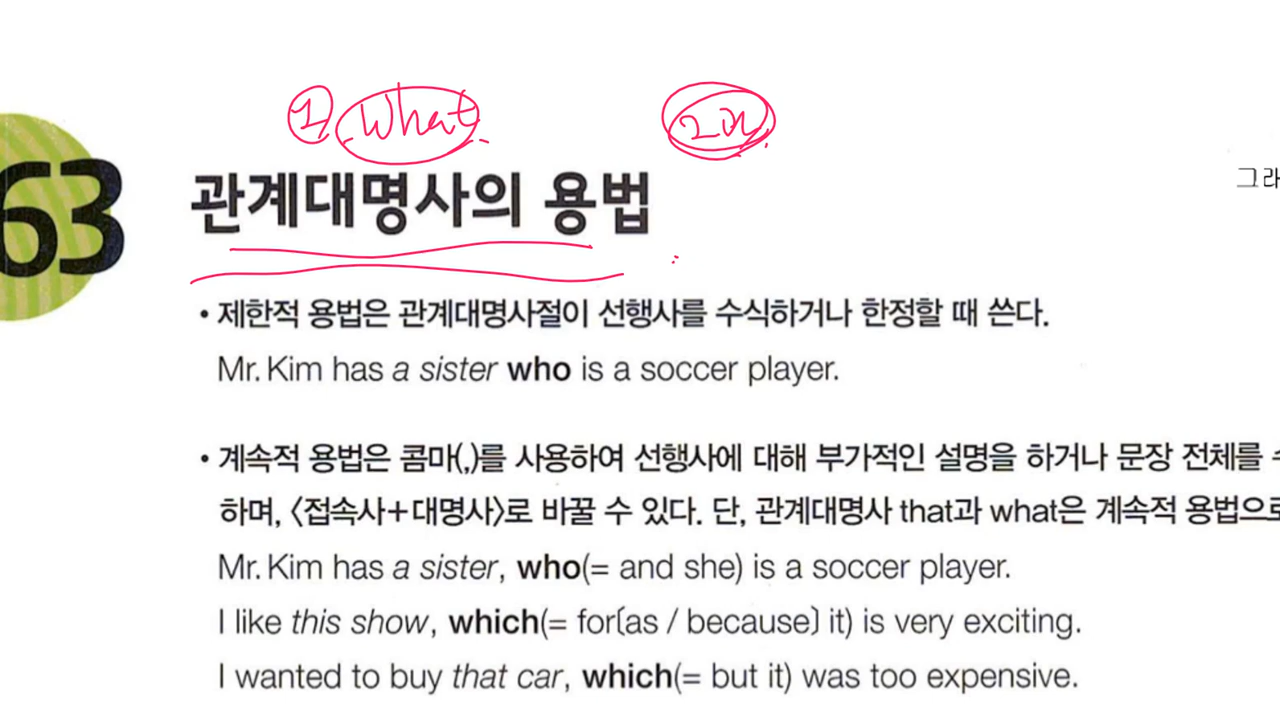 ① What
63
관계대명사의 용법
그래
• 제한적 용법은 관계대명사절이 선행사를 수식하거나 한정할 때 쓴다.
Mr. Kim has a sister who is a soccer player.
• 계속적 용법은 콤마(,)를 사용하여 선행사에 대해 부가적인 설명을 하거나 문장 전체를
하며, 〈접속사+대명사〉로 바꿀 수 있다. 단, 관계대명사 that과 what은 계속적 용법으로
Mr. Kim has a sister, who(= and she) is a soccer player.
I like this show, which(= for〔as / because〕 it) is very exciting.
I wanted to buy that car, which(= but it) was too expensive.